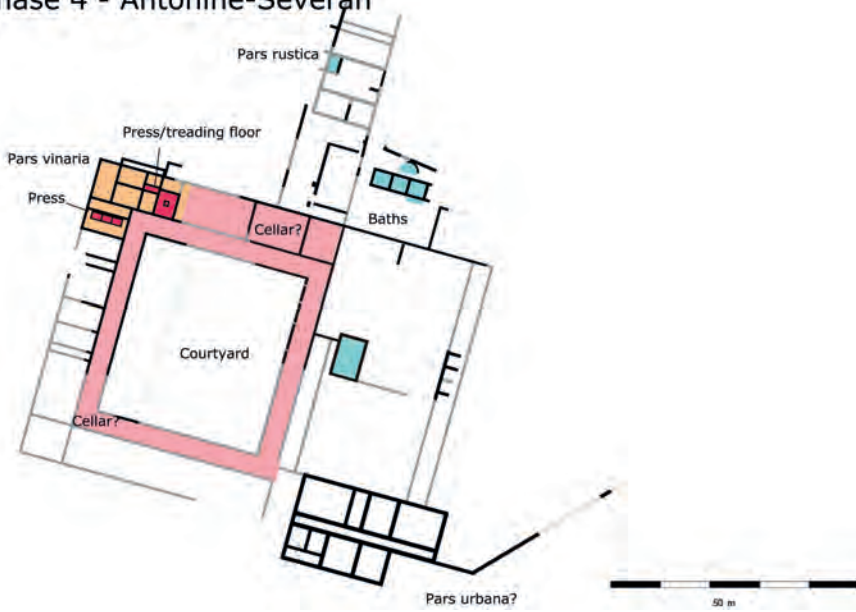 hase 4 - Antonine-Severan
Pars rustica
Press/treading floor
Pars vinaria
Press
Baths
Cellar?
Courtyard
Cellar?
Pars urbana?
50 m